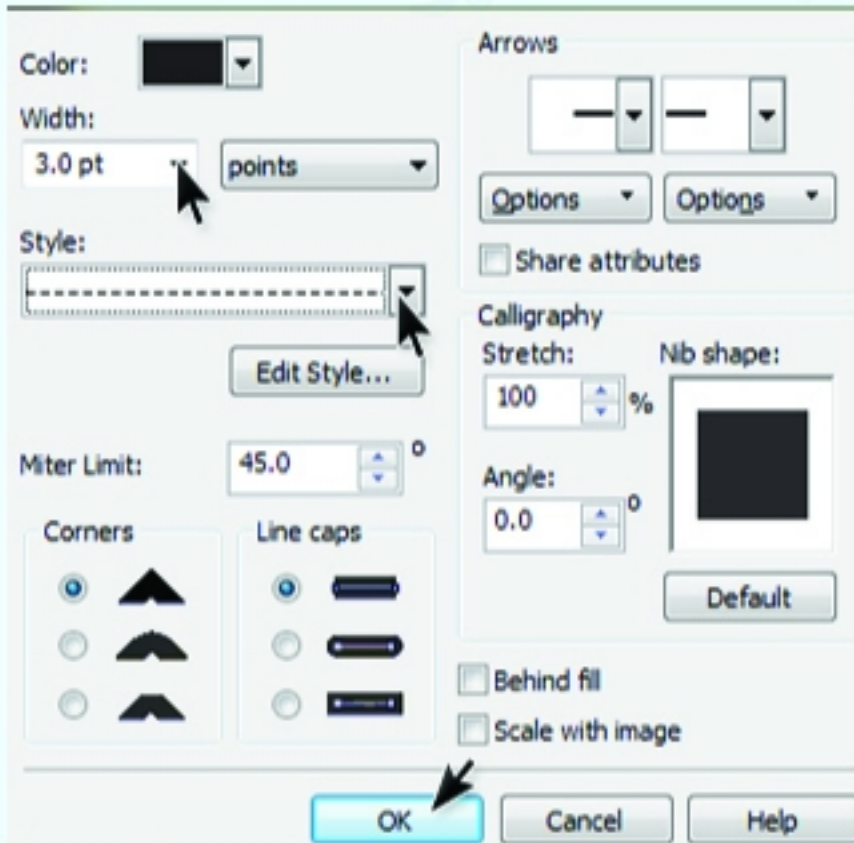 Color:
Width:
3.0 pt
points
Style:
Edit Style...
Miter Limit:
45.0 °
Corners
Line caps
Arrows
Options
Options
Share attributes
Calligraphy
Stretch:
100 %
Nib shape:
Angle:
0.0 °
Default
Behind fill
Scale with image
OK
Cancel
Help